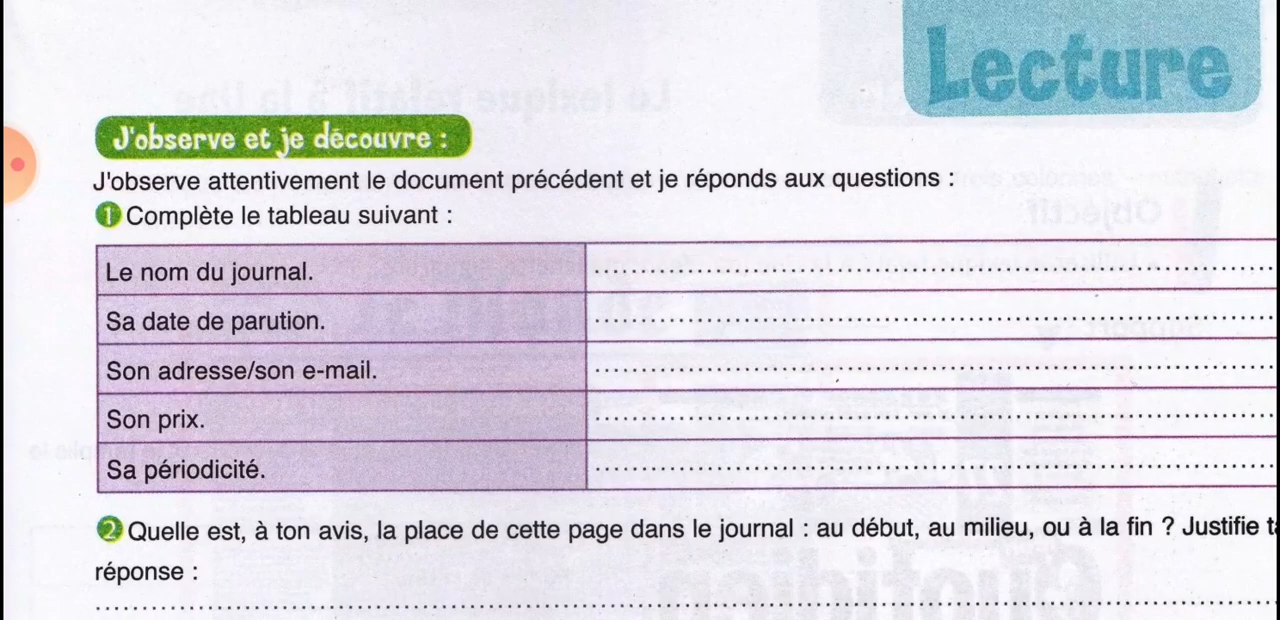 Lecture
J'observe et je découvre :
J'observe attentivement le document précédent et je réponds aux questions :
1 Complète le tableau suivant :
Le nom du journal.
Sa date de parution.
Son adresse/son e-mail.
Son prix.
Sa périodicité.
2 Quelle est, à ton avis, la place de cette page dans le journal : au début, au milieu, ou à la fin ? Justifie
réponse :